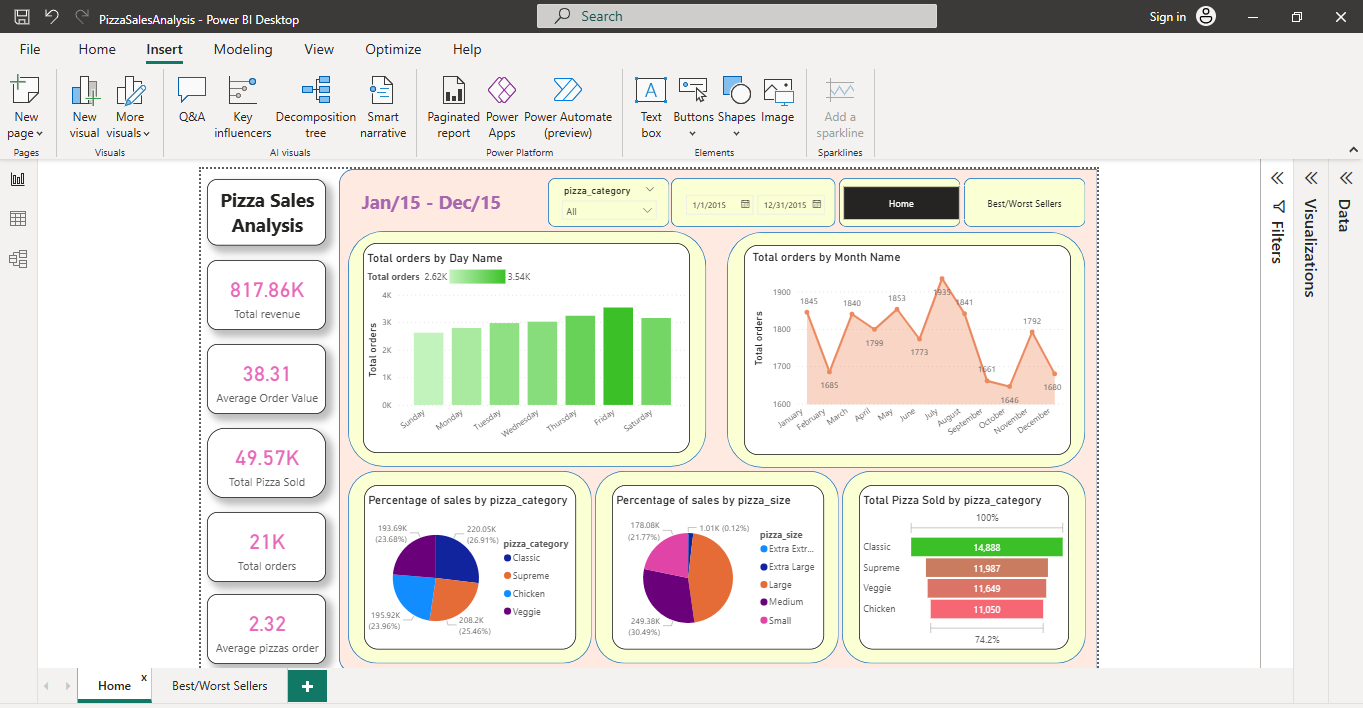 PizzaSalesAnalysis - Power BI Desktop
Search
Sign in
File Home Insert Modeling View Optimize Help
New page
New visual
More visuals
Q&A
Key influencers
Decomposition tree
Smart narrative
Paginated report
Power Apps
Power Automate (preview)
Text box
Buttons
Shapes
Image
Add a sparkline
Pages
Visuals
AI visuals
Power Platform
Elements
Sparklines
Pizza Sales
Analysis
817.86K
Total revenue
38.31
Average Order Value
49.57K
Total Pizza Sold
21K
Total orders
2.32
Average pizzas order
Jan/15 - Dec/15
pizza_category
All
1/1/2015
12/31/2015
Home
Best/Worst Sellers
Total orders by Day Name
Total orders 2.62K 3.54K
Total orders
4K
3K
2K
1K
0K
Sunday
Monday
Tuesday
Wednesday
Thursday
Friday
Saturday
Total orders by Month Name
Total orders
1900
1800
1700
1600
1845
1685
1840
1799
1853
1773
1935
1841
1661
1646
1792
1680
January
February
March
April
May
June
July
August
September
October
November
December
Percentage of sales by pizza_category
193.69K
(23.68%)
220.05K
(26.91%)
195.92K
(23.96%)
208.2K
(25.46%)
pizza_category
Classic
Supreme
Chicken
Veggie
Percentage of sales by pizza_size
178.08K
(21.77%)
1.01K (0.12%)
249.38K
(30.49%)
pizza_size
Extra Extr...
Extra Large
Large
Medium
Small
Total Pizza Sold by pizza_category
100%
Classic 14,888
Supreme 11,987
Veggie 11,649
Chicken 11,050
74.2%
Filters
Visualizations
Data
Home x
Best/Worst Sellers
+